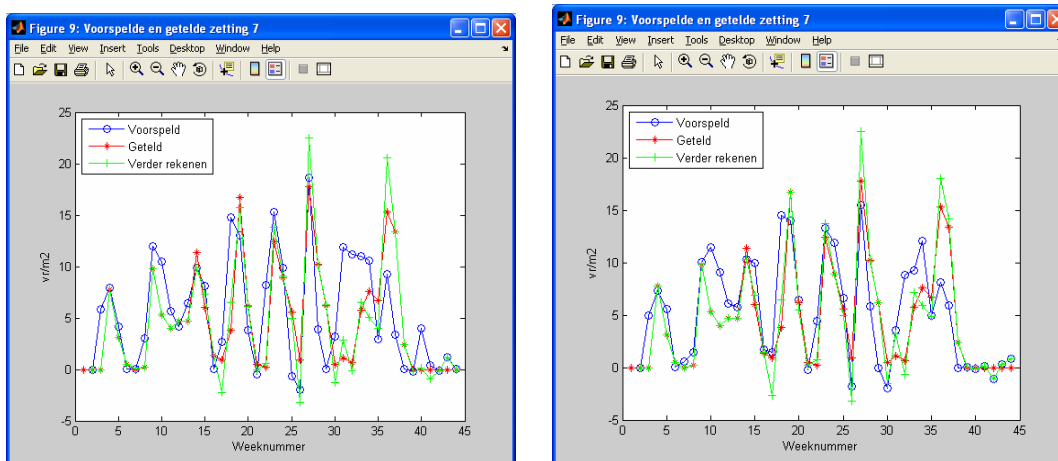 Figure 9: Voorspelde en getelde zetting 7
File Edit View Insert Tools Desktop Window Help
25
20
15
10
5
0
-5
vr/m2
Voorspeld
Geteld
Verder rekenen
0 5 10 15 20 25 30 35 40 45
Weeknummer
Figure 9: Voorspelde en getelde zetting 7
File Edit View Insert Tools Desktop Window Help
25
20
15
10
5
0
-5
vr/m2
Voorspeld
Geteld
Verder rekenen
0 5 10 15 20 25 30 35 40 45
Weeknummer